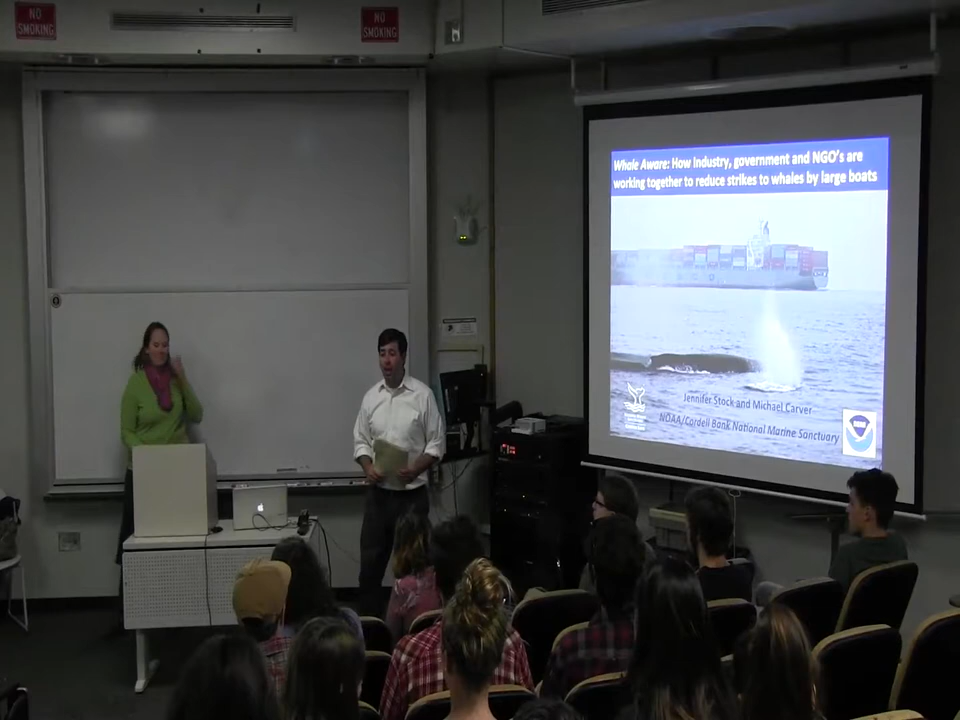 NO
SMOKING
NO
SMOKING
Whale Aware: How industry, government and NGO's are
working together to reduce strikes to whales by large boats
Jennifer Stock and Michael Carver
NOAA/Cordell Bank National Marine Sanctuary